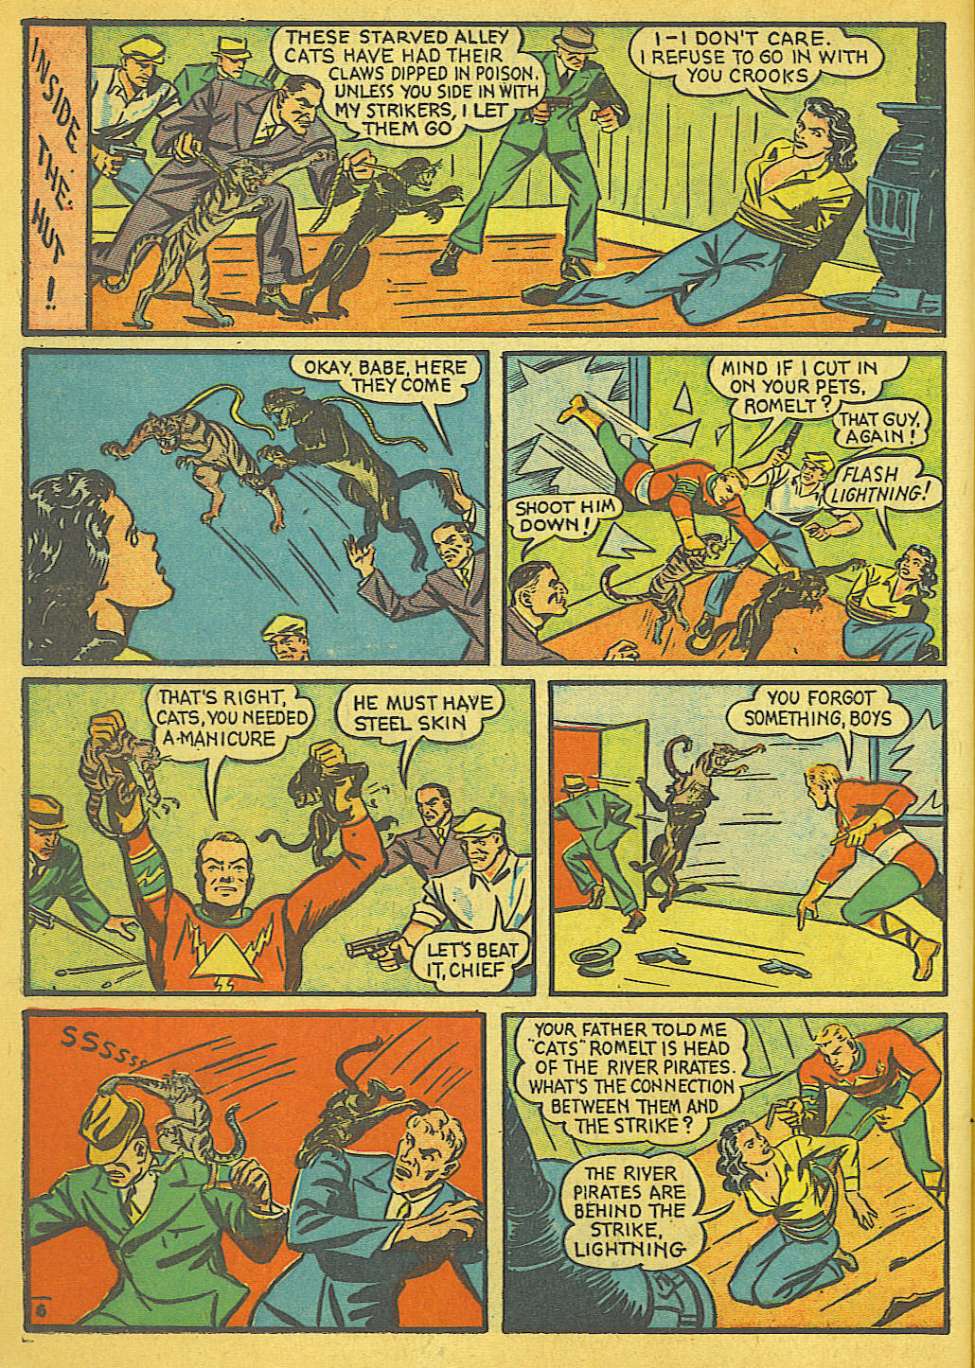 INSIDE
THE
HUT!
THESE STARVED ALLEY
CATS HAVE HAD THEIR
CLAWS DIPPED IN POISON.
UNLESS YOU SIDE IN WITH
MY STRIKERS, I LET
THEM GO
I-I DON'T CARE.
I REFUSE TO GO IN WITH
YOU CROOKS
OKAY, BABE, HERE
THEY COME
MIND IF I CUT IN
ON YOUR PETS,
ROMELT?
THAT GUY,
AGAIN!
FLASH
LIGHTNING!
SHOOT HIM
DOWN!
THAT'S RIGHT,
CATS, YOU NEEDED
A-MANICURE
HE MUST HAVE
STEEL SKIN
LET'S BEAT
IT, CHIEF
YOU FORGOT
SOMETHING, BOYS
SSSSSSS
6
YOUR FATHER TOLD ME
"CATS" ROMELT IS HEAD
OF THE RIVER PIRATES.
WHAT'S THE CONNECTION
BETWEEN THEM AND
THE STRIKE?
THE RIVER
PIRATES ARE
BEHIND THE
STRIKE,
LIGHTNING